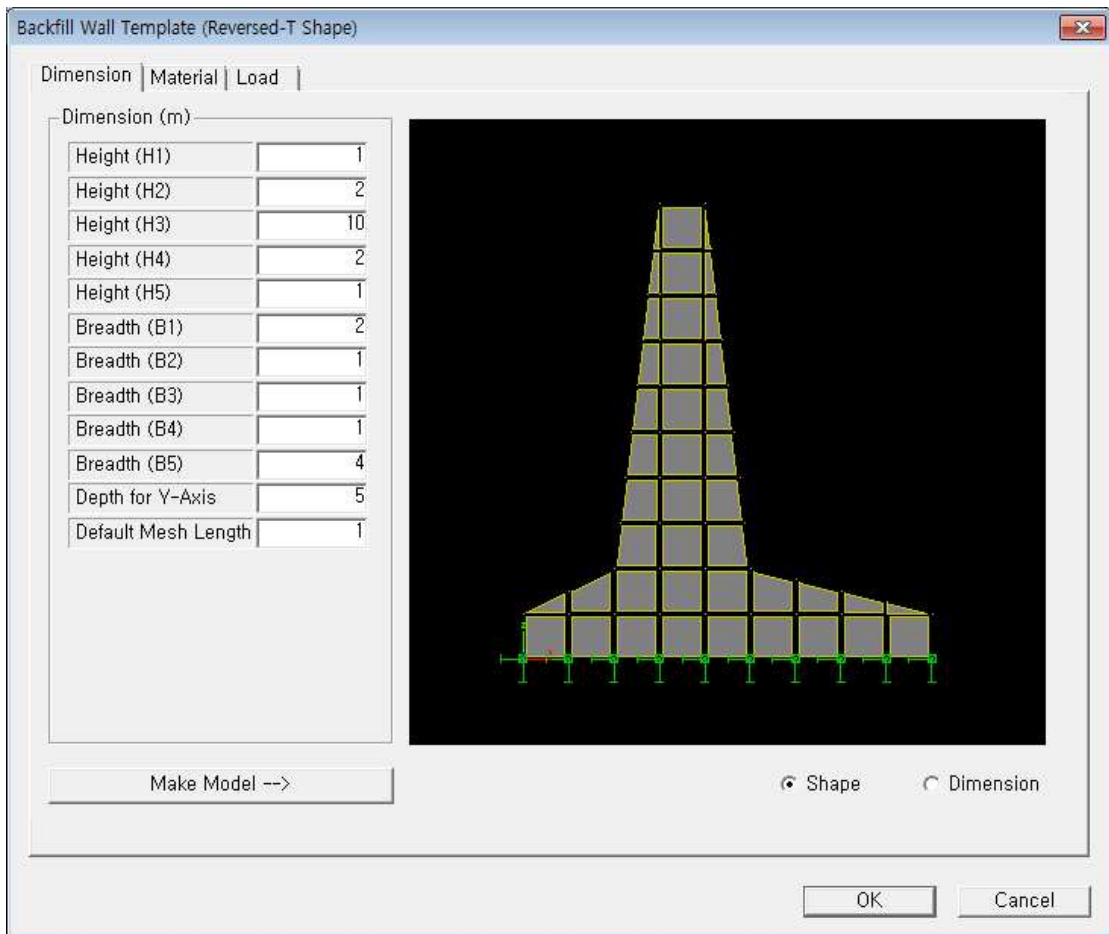 Backfill Wall Template (Reversed-T Shape)
Dimension Material Load
Dimension (m)
Height (H1) 1
Height (H2) 2
Height (H3) 10
Height (H4) 2
Height (H5) 1
Breadth (B1) 2
Breadth (B2) 1
Breadth (B3) 1
Breadth (B4) 1
Breadth (B5) 4
Depth for Y-Axis 5
Default Mesh Length 1
Make Model -->
Shape Dimension
OK Cancel